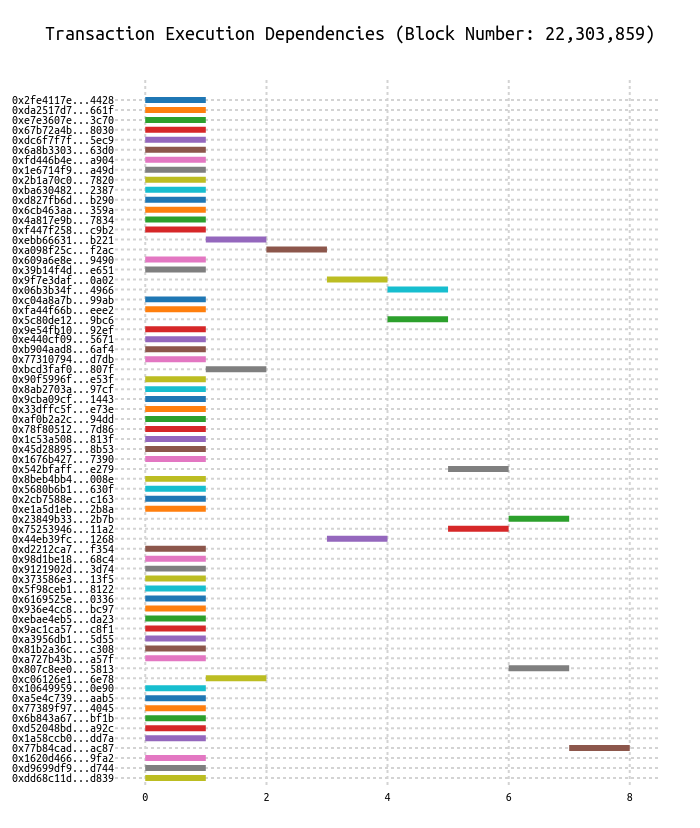 Transaction Execution Dependencies (Block Number: 22,303,859)
0x2fe4117e...4428
0xda2517d7...661f
0xe7e3607e...3c70
0x67b72a4b...8030
0xdc6f7f7f...5ec9
0x6a8b3303...63d0
0xfd446b4e...a904
0x1e6714f9...a49d
0x2b1a70c0...7820
0xba630482...2387
0xd827fb6d...b290
0x6cb463aa...359a
0x4a817e9b...7834
0xf447f258...c9b2
0xebb66631...b221
0xa098f25c...f2ac
0x609a6e8e...9490
0x39b14f4d...e651
0x9f7e3daf...0a02
0x06b3b34f...4966
0xc04a8a7b...99ab
0xfa44f66b...eee2
0x5c80de12...9bc6
0x9e54fb10...92ef
0xe440cf09...5671
0xb904aad8...6af4
0x77310794...d7db
0xbcd3faf0...807f
0x90f5996f...e53f
0x8ab2703a...97cf
0x9cba09cf...1443
0x33dffc5f...e73e
0xaf0b2a2c...94dd
0x78f80512...7d86
0x1c53a508...813f
0x45d28895...8b53
0x1676b427...7390
0x542bfaff...e279
0x8beb4bb4...008e
0x5680b6b1...630f
0x2cb7588e...c163
0xe1a5d1eb...2b8a
0x23849b33...2b7b
0x75253946...11a2
0x44eb39fc...1268
0xd2212ca7...f354
0x98d1be18...68c4
0x9121902d...3d74
0x373586e3...13f5
0x5f98ceb1...8122
0x6169525e...0336
0x936e4cc8...bc97
0xebae4eb5...da23
0x9ac1ca57...c8f1
0xa3956db1...5d55
0x81b2a36c...c308
0xa727b43b...a57f
0x807c8ee0...5813
0xc06126e1...6e78
0x10649959...0e90
0xa5e4c739...aab5
0x77389f97...4045
0x6b843a67...bf1b
0xd52048bd...a92c
0x1a58ccb0...dd7a
0x77b84cad...ac87
0x1620d466...9fa2
0xd9699df9...d744
0xdd68c11d...d839
0 2 4 6 8